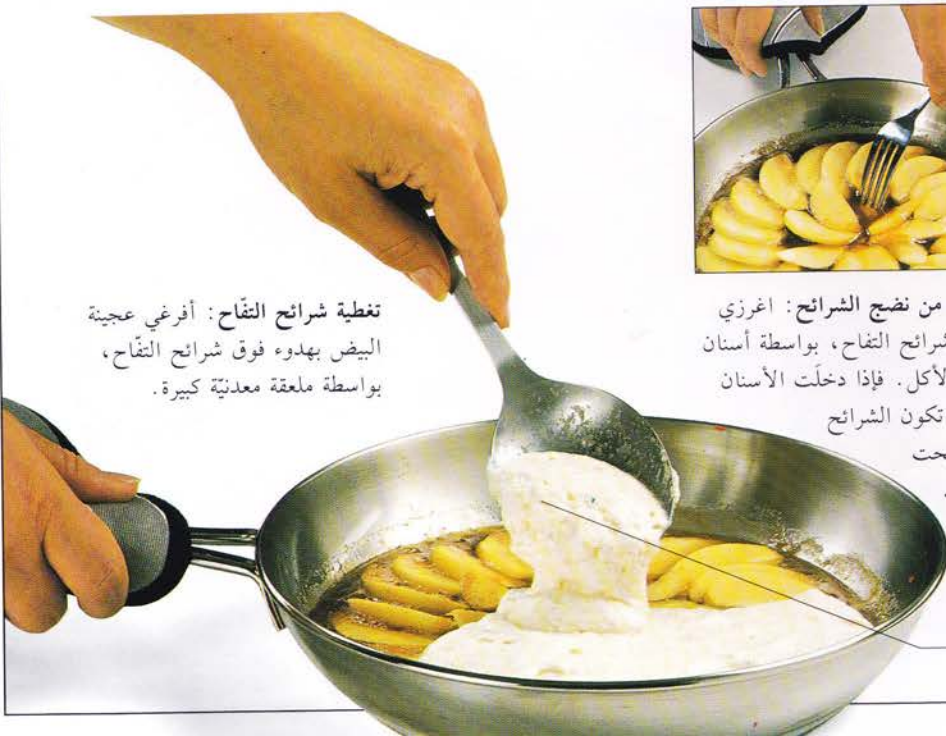 من نضج الشرائح: اغرزي
شرائح التفاح، بواسطة أسنان
الأكل. فإذا دخلَت الأسنان
تكون الشرائح
تغطية شرائح التفّاح: أفرغي عجينة
البيض بهدوء فوق شرائح التفّاح،
بواسطة ملعقة معدنيّة كبيرة.